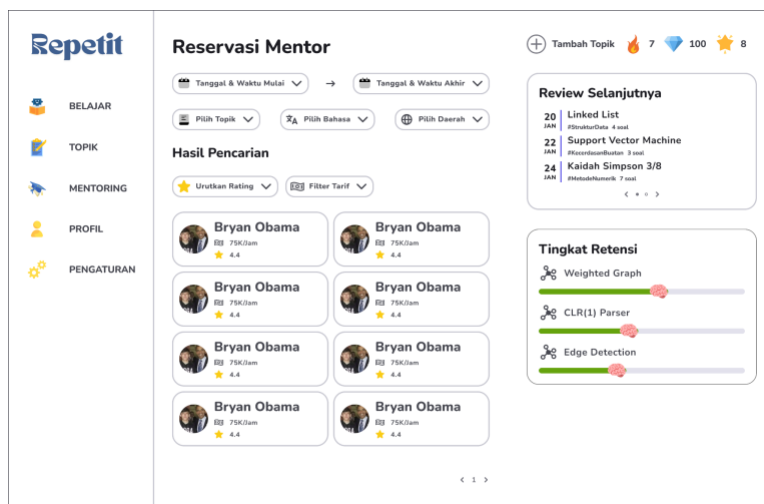 Repetit
BELAJAR
TOPIK
MENTORING
PROFIL
PENGATURAN
Reservasi Mentor
Tanggal & Waktu Mulai → Tanggal & Waktu Akhir
Pilih Topik Pilih Bahasa Pilih Daerah
Hasil Pencarian
Urutkan Rating Filter Tarif
Bryan Obama
75K/Jam
4.4
Bryan Obama
75K/Jam
4.4
Bryan Obama
75K/Jam
4.4
Bryan Obama
75K/Jam
4.4
Bryan Obama
75K/Jam
4.4
Bryan Obama
75K/Jam
4.4
Bryan Obama
75K/Jam
4.4
Bryan Obama
75K/Jam
4.4
< 1 >
Tambah Topik 7 100 8
Review Selanjutnya
20 JAN
Linked List
#StrukturData 4 soal
22 JAN
Support Vector Machine
#KecerdasanBuatan 3 soal
24 JAN
Kaidah Simpson 3/8
#MetodeNumerik 7 soal
Tingkat Retensi
Weighted Graph
CLR(1) Parser
Edge Detection